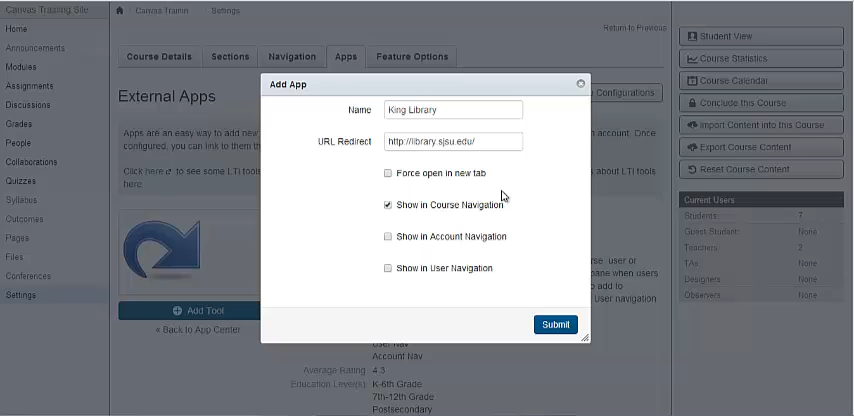 Canvas Training Site
Canvas Trainin
Settings
Return to Previous
Home
Announcements
Modules
Assignments
Discussions
Grades
People
Collaborations
Quizzes
Syllabus
Outcomes
Pages
Files
Conferences
Settings
Course Details
Sections
Navigation
Apps
Feature Options
External Apps
Configurations
Apps are an easy way to add new
account. Once
configured, you can link to them th
Click here
to see some LTI tools
s about LTI tools
here
Add Tool
« Back to App Center
rse, user or
pane when users
o add to
User navigation
User Nav
Account Nav
Average Rating 4.3
Education Level(s): K-6th Grade
7th-12th Grade
Postsecondary
Add App
Name King Library
URL Redirect http://library.sjsu.edu/
Force open in new tab
Show in Course Navigation
Show in Account Navigation
Show in User Navigation
Submit
Student View
Course Statistics
Course Calendar
Conclude this Course
Import Content into this Course
Export Course Content
Reset Course Content
Current Users
Students: 7
Guest Student: None
Teachers: 2
TAs: None
Designers: None
Observers: None